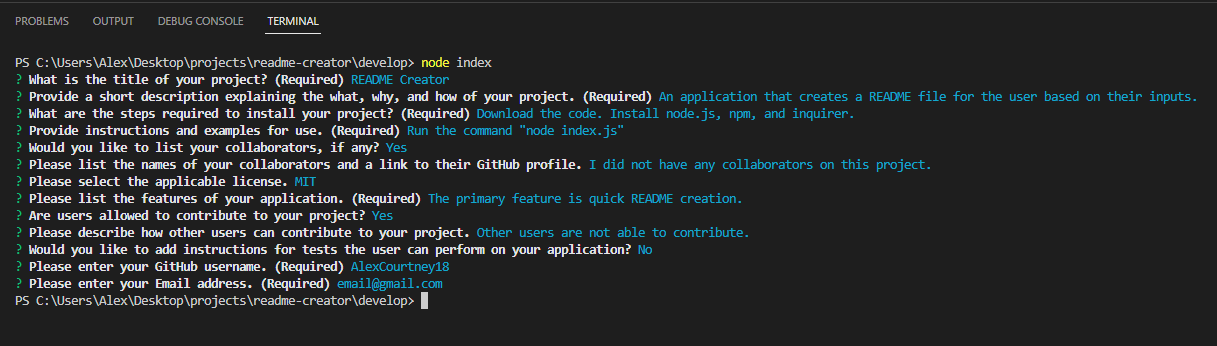 PROBLEMS OUTPUT DEBUG CONSOLE TERMINAL
PS C:\Users\Alex\Desktop\projects\readme-creator\develop> node index
? What is the title of your project? (Required) README Creator
? Provide a short description explaining the what, why, and how of your project. (Required) An application that creates a README file for the user based on their inputs.
? What are the steps required to install your project? (Required) Download the code. Install node.js, npm, and inquirer.
? Provide instructions and examples for use. (Required) Run the command "node index.js"
? Would you like to list your collaborators, if any? Yes
? Please list the names of your collaborators and a link to their GitHub profile. I did not have any collaborators on this project.
? Please select the applicable license. MIT
? Please list the features of your application. (Required) The primary feature is quick README creation.
? Are users allowed to contribute to your project? Yes
? Please describe how other users can contribute to your project. Other users are not able to contribute.
? Would you like to add instructions for tests the user can perform on your application? No
? Please enter your GitHub username. (Required) AlexCourtney18
? Please enter your Email address. (Required) email@gmail.com
PS C:\Users\Alex\Desktop\projects\readme-creator\develop>